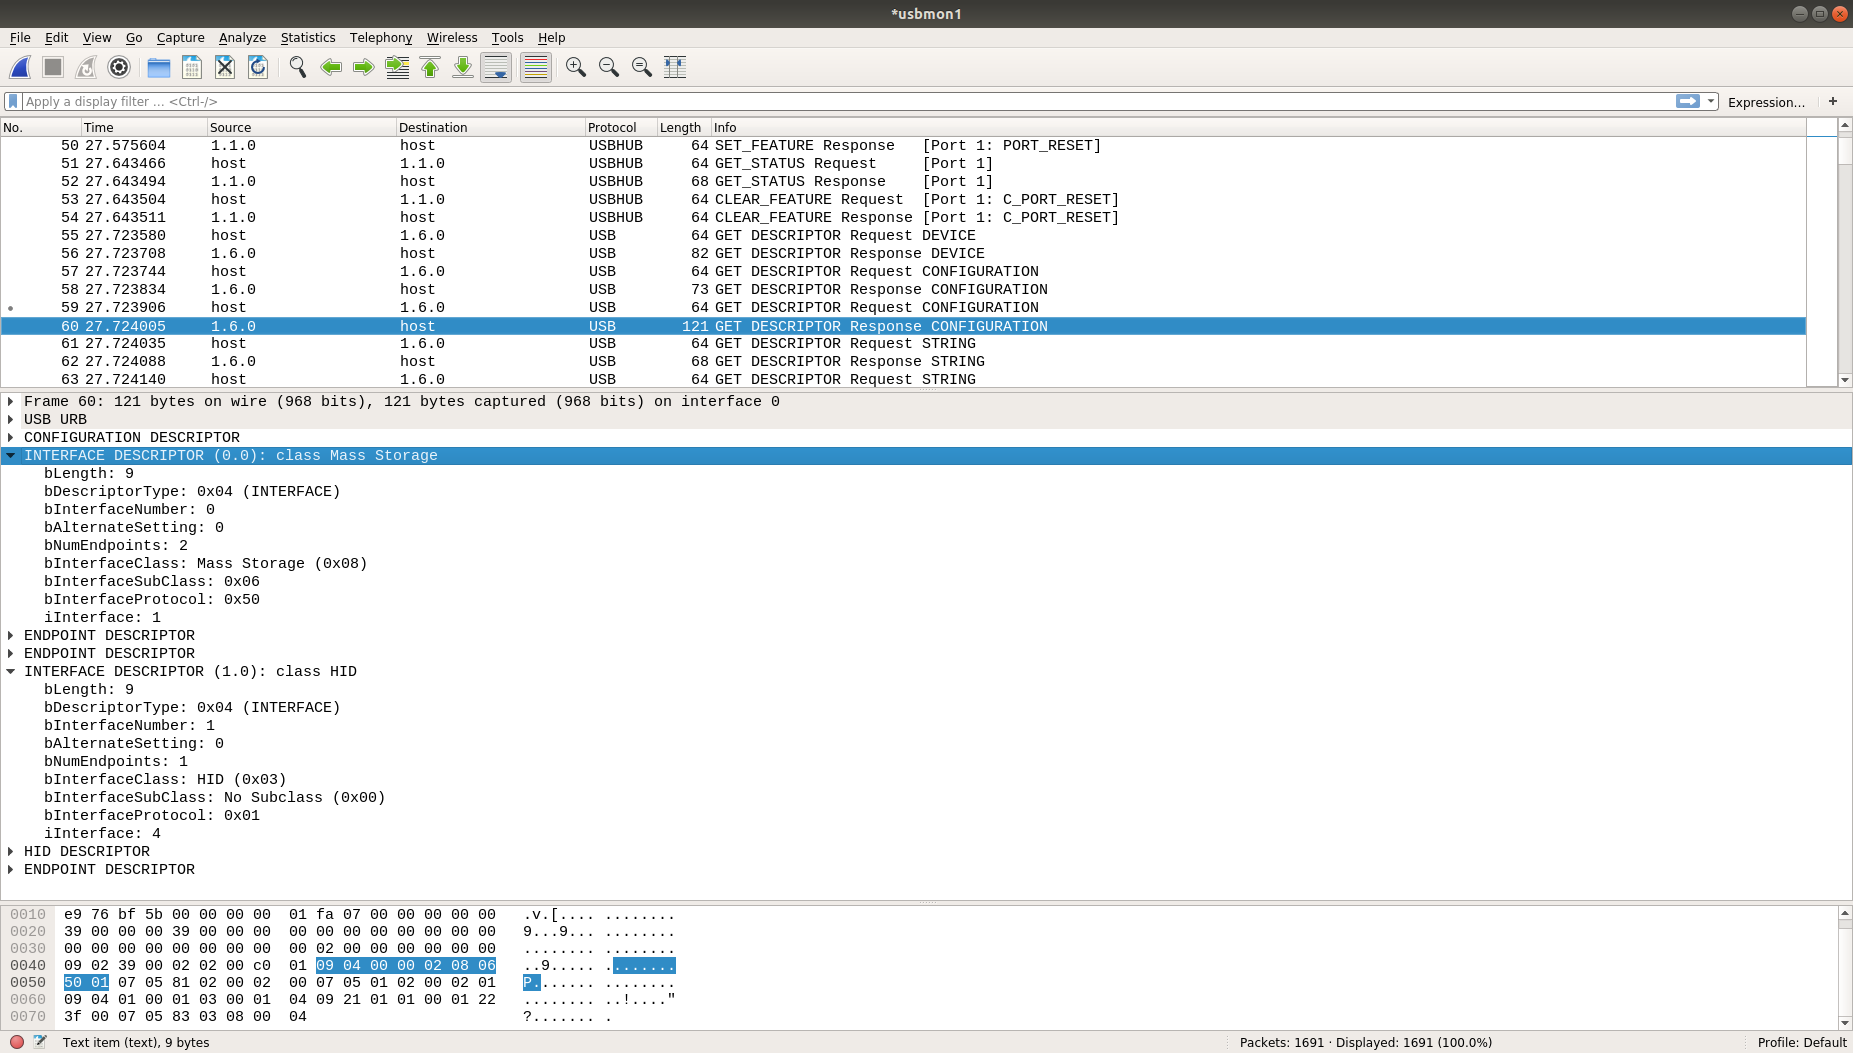 *usbmon1
File Edit View Go Capture Analyze Statistics Telephony Wireless Tools Help
Apply a display filter ... <Ctrl-/> Expression... +
No. Time Source Destination Protocol Length Info
50 27.575604 1.1.0 host USBHUB 64 SET_FEATURE Response [Port 1: PORT_RESET]
51 27.643466 host 1.1.0 USBHUB 64 GET_STATUS Request [Port 1]
52 27.643494 1.1.0 host USBHUB 68 GET_STATUS Response [Port 1]
53 27.643504 host 1.1.0 USBHUB 64 CLEAR_FEATURE Request [Port 1: C_PORT_RESET]
54 27.643511 1.1.0 host USBHUB 64 CLEAR_FEATURE Response [Port 1: C_PORT_RESET]
55 27.723580 host 1.6.0 USB 64 GET DESCRIPTOR Request DEVICE
56 27.723708 1.6.0 host USB 82 GET DESCRIPTOR Response DEVICE
57 27.723744 host 1.6.0 USB 64 GET DESCRIPTOR Request CONFIGURATION
58 27.723834 1.6.0 host USB 73 GET DESCRIPTOR Response CONFIGURATION
59 27.723906 host 1.6.0 USB 64 GET DESCRIPTOR Request CONFIGURATION
60 27.724005 1.6.0 host USB 121 GET DESCRIPTOR Response CONFIGURATION
61 27.724035 host 1.6.0 USB 64 GET DESCRIPTOR Request STRING
62 27.724088 1.6.0 host USB 68 GET DESCRIPTOR Response STRING
63 27.724140 host 1.6.0 USB 64 GET DESCRIPTOR Request STRING
Frame 60: 121 bytes on wire (968 bits), 121 bytes captured (968 bits) on interface 0
USB URB
CONFIGURATION DESCRIPTOR
INTERFACE DESCRIPTOR (0.0): class Mass Storage
bLength: 9
bDescriptorType: 0x04 (INTERFACE)
bInterfaceNumber: 0
bAlternateSetting: 0
bNumEndpoints: 2
bInterfaceClass: Mass Storage (0x08)
bInterfaceSubClass: 0x06
bInterfaceProtocol: 0x50
iInterface: 1
ENDPOINT DESCRIPTOR
ENDPOINT DESCRIPTOR
INTERFACE DESCRIPTOR (1.0): class HID
bLength: 9
bDescriptorType: 0x04 (INTERFACE)
bInterfaceNumber: 1
bAlternateSetting: 0
bNumEndpoints: 1
bInterfaceClass: HID (0x03)
bInterfaceSubClass: No Subclass (0x00)
bInterfaceProtocol: 0x01
iInterface: 4
HID DESCRIPTOR
ENDPOINT DESCRIPTOR
0010 e9 76 bf 5b 00 00 00 00 01 fa 07 00 00 00 00 00 .v.[.... ........
0020 39 00 00 00 39 00 00 00 00 00 00 00 00 00 00 00 9...9... ........
0030 00 00 00 00 00 00 00 00 00 02 00 00 00 00 00 00 ........ ........
0040 09 02 39 00 02 02 00 c0 01 09 04 00 00 02 08 06 ..9..... ........
0050 50 01 07 05 81 02 00 02 00 07 05 01 02 00 02 01 P....... ........
0060 09 04 01 00 01 03 00 01 04 09 21 01 01 00 01 22 ........ ..!...."
0070 3f 00 07 05 83 03 08 00 04 ?....... .
Text item (text), 9 bytes Packets: 1691 · Displayed: 1691 (100.0%) Profile: Default